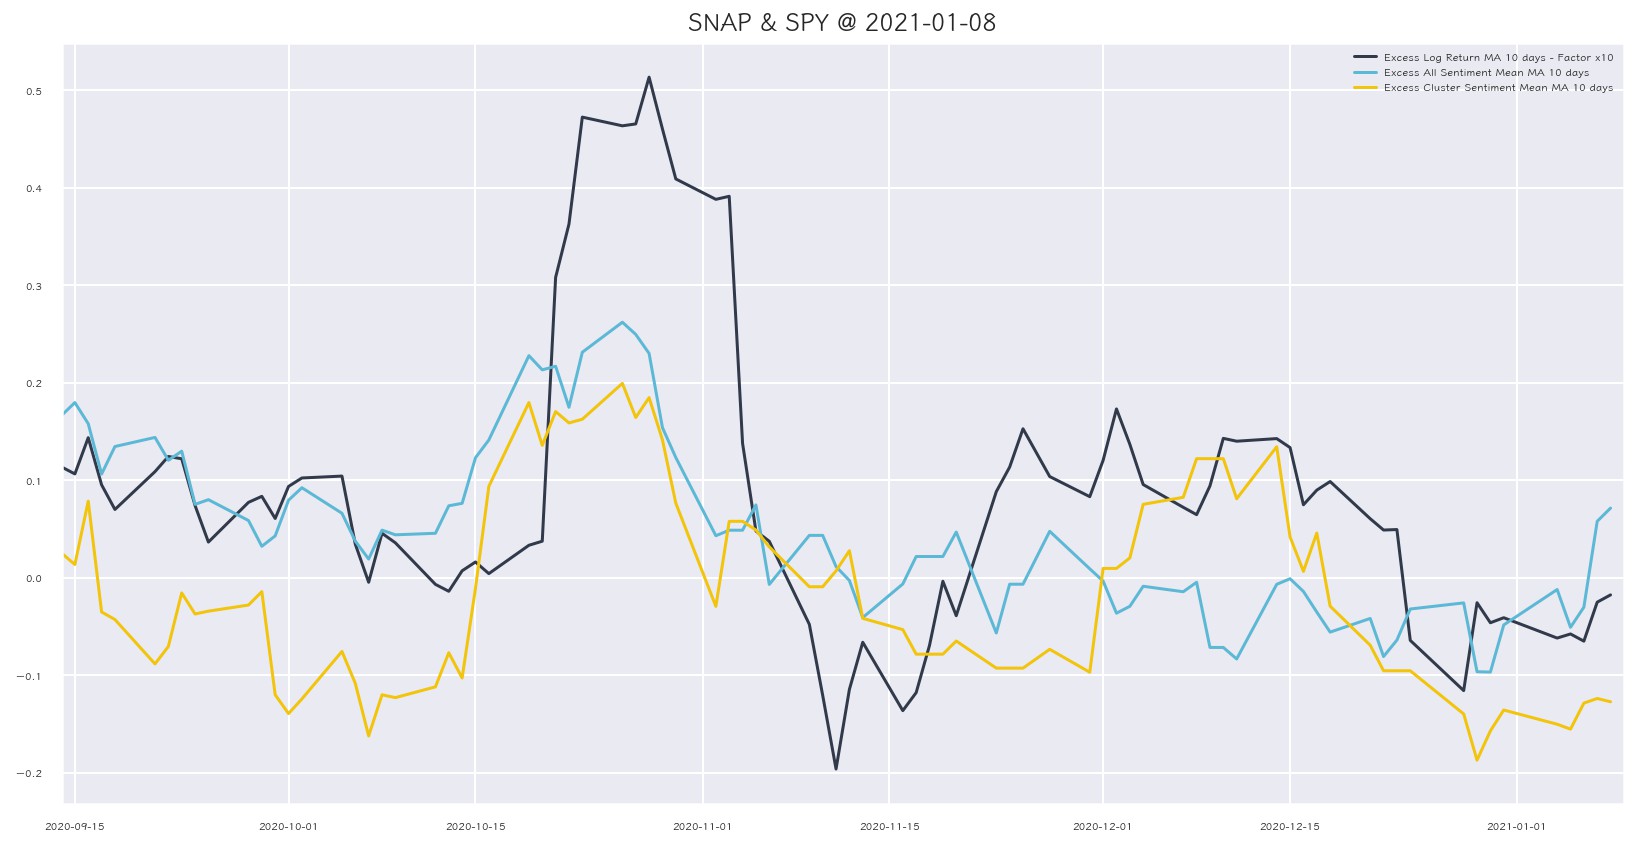 SNAP & SPY @ 2021-01-08
Excess Log Return MA 10 days - Factor x10
Excess All Sentiment Mean MA 10 days
Excess Cluster Sentiment Mean MA 10 days
0.5
0.4
0.3
0.2
0.1
0.0
−0.1
−0.2
2020-09-15 2020-10-01 2020-10-15 2020-11-01 2020-11-15 2020-12-01 2020-12-15 2021-01-01